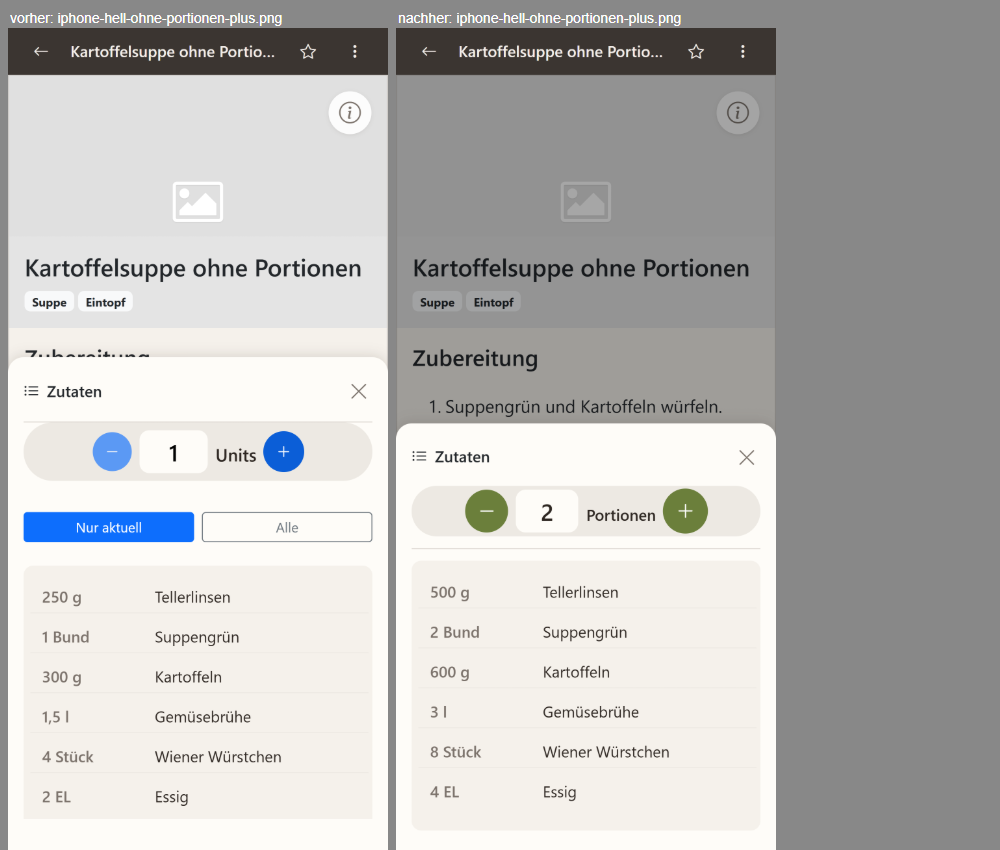 vorher: iphone-hell-ohne-portionen-plus.png
Kartoffelsuppe ohne Portio...
Kartoffelsuppe ohne Portionen
Suppe Eintopf
Zubereitung
Zutaten
1 Units
Nur aktuell Alle
250 g Tellerlinsen
1 Bund Suppengrün
300 g Kartoffeln
1,5 l Gemüsebrühe
4 Stück Wiener Würstchen
2 EL Essig
nachher: iphone-hell-ohne-portionen-plus.png
Kartoffelsuppe ohne Portio...
Kartoffelsuppe ohne Portionen
Suppe Eintopf
Zubereitung
1. Suppengrün und Kartoffeln würfeln.
Zutaten
2 Portionen
500 g Tellerlinsen
2 Bund Suppengrün
600 g Kartoffeln
3 l Gemüsebrühe
8 Stück Wiener Würstchen
4 EL Essig